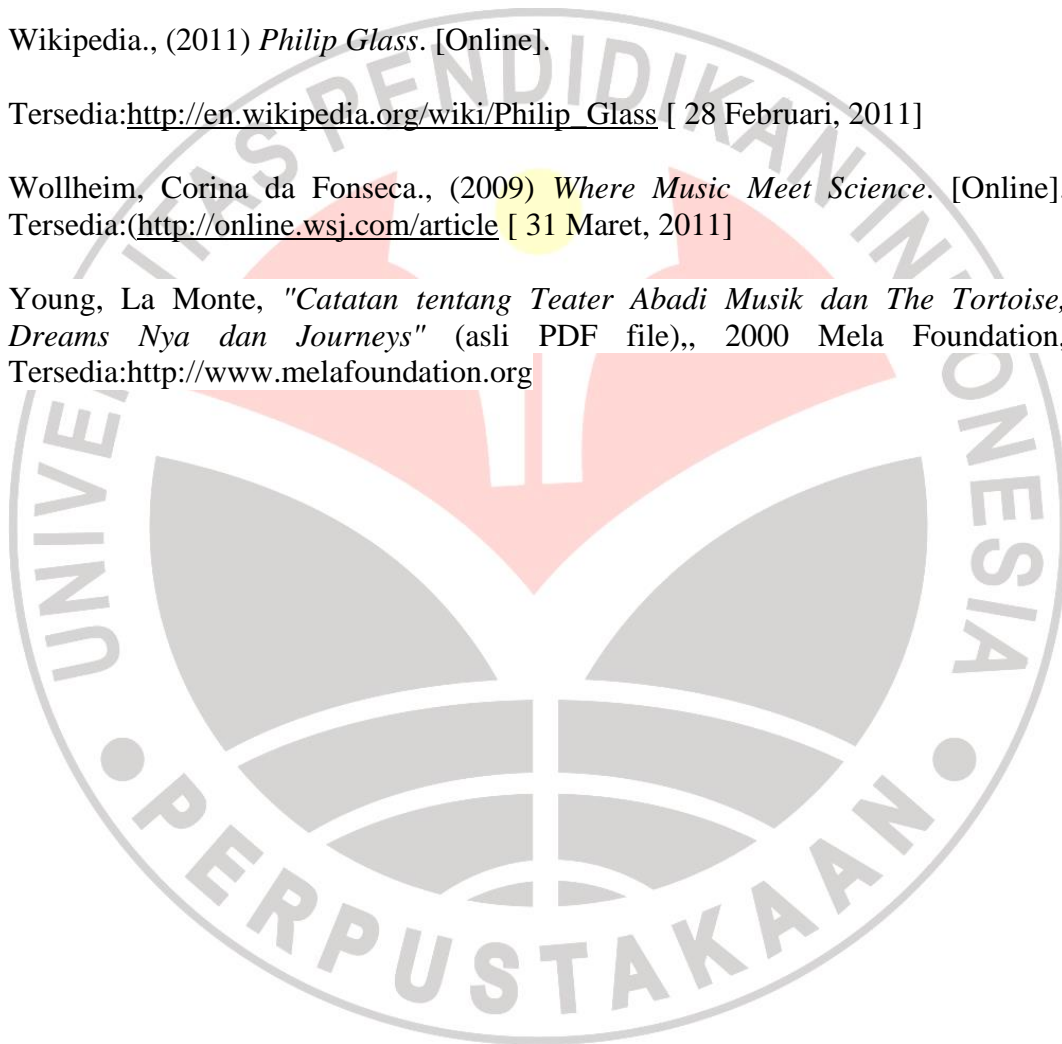 Wikipedia., (2011) Philip Glass. [Online].
Tersedia:http://en.wikipedia.org/wiki/Philip_Glass [ 28 Februari, 2011]
Wollheim, Corina da Fonseca., (2009) Where Music Meet Science. [Online].
Tersedia:(http://online.wsj.com/article [ 31 Maret, 2011]
Young, La Monte, "Catatan tentang Teater Abadi Musik dan The Tortoise,
Dreams Nya dan Journeys" (asli PDF file),, 2000 Mela Foundation,
Tersedia:http://www.melafoundation.org
UNIVERSITAS PENDIDIKAN INDONESIA
PERPUSTAKAAN